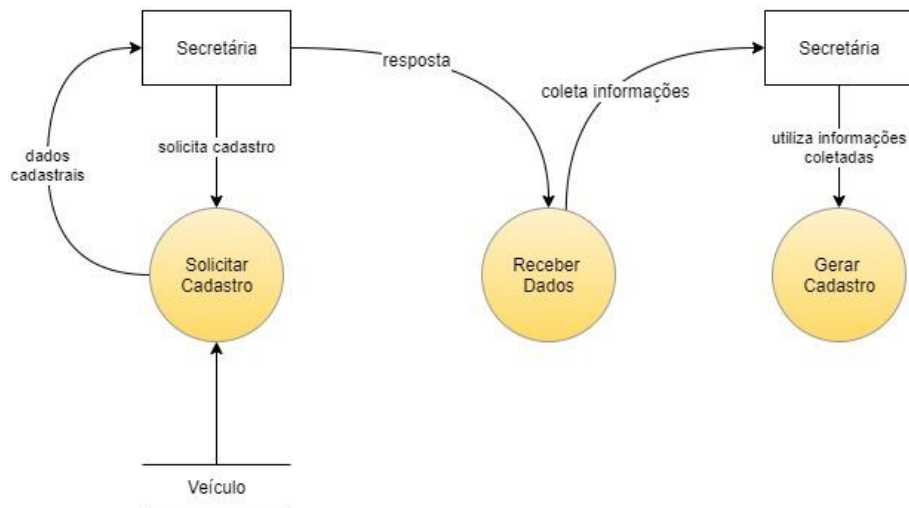 Secretária
resposta
Secretária
coleta informações
solicita cadastro
dados
cadastrais
utiliza informações
coletadas
Solicitar
Cadastro
Receber
Dados
Gerar
Cadastro
Veículo